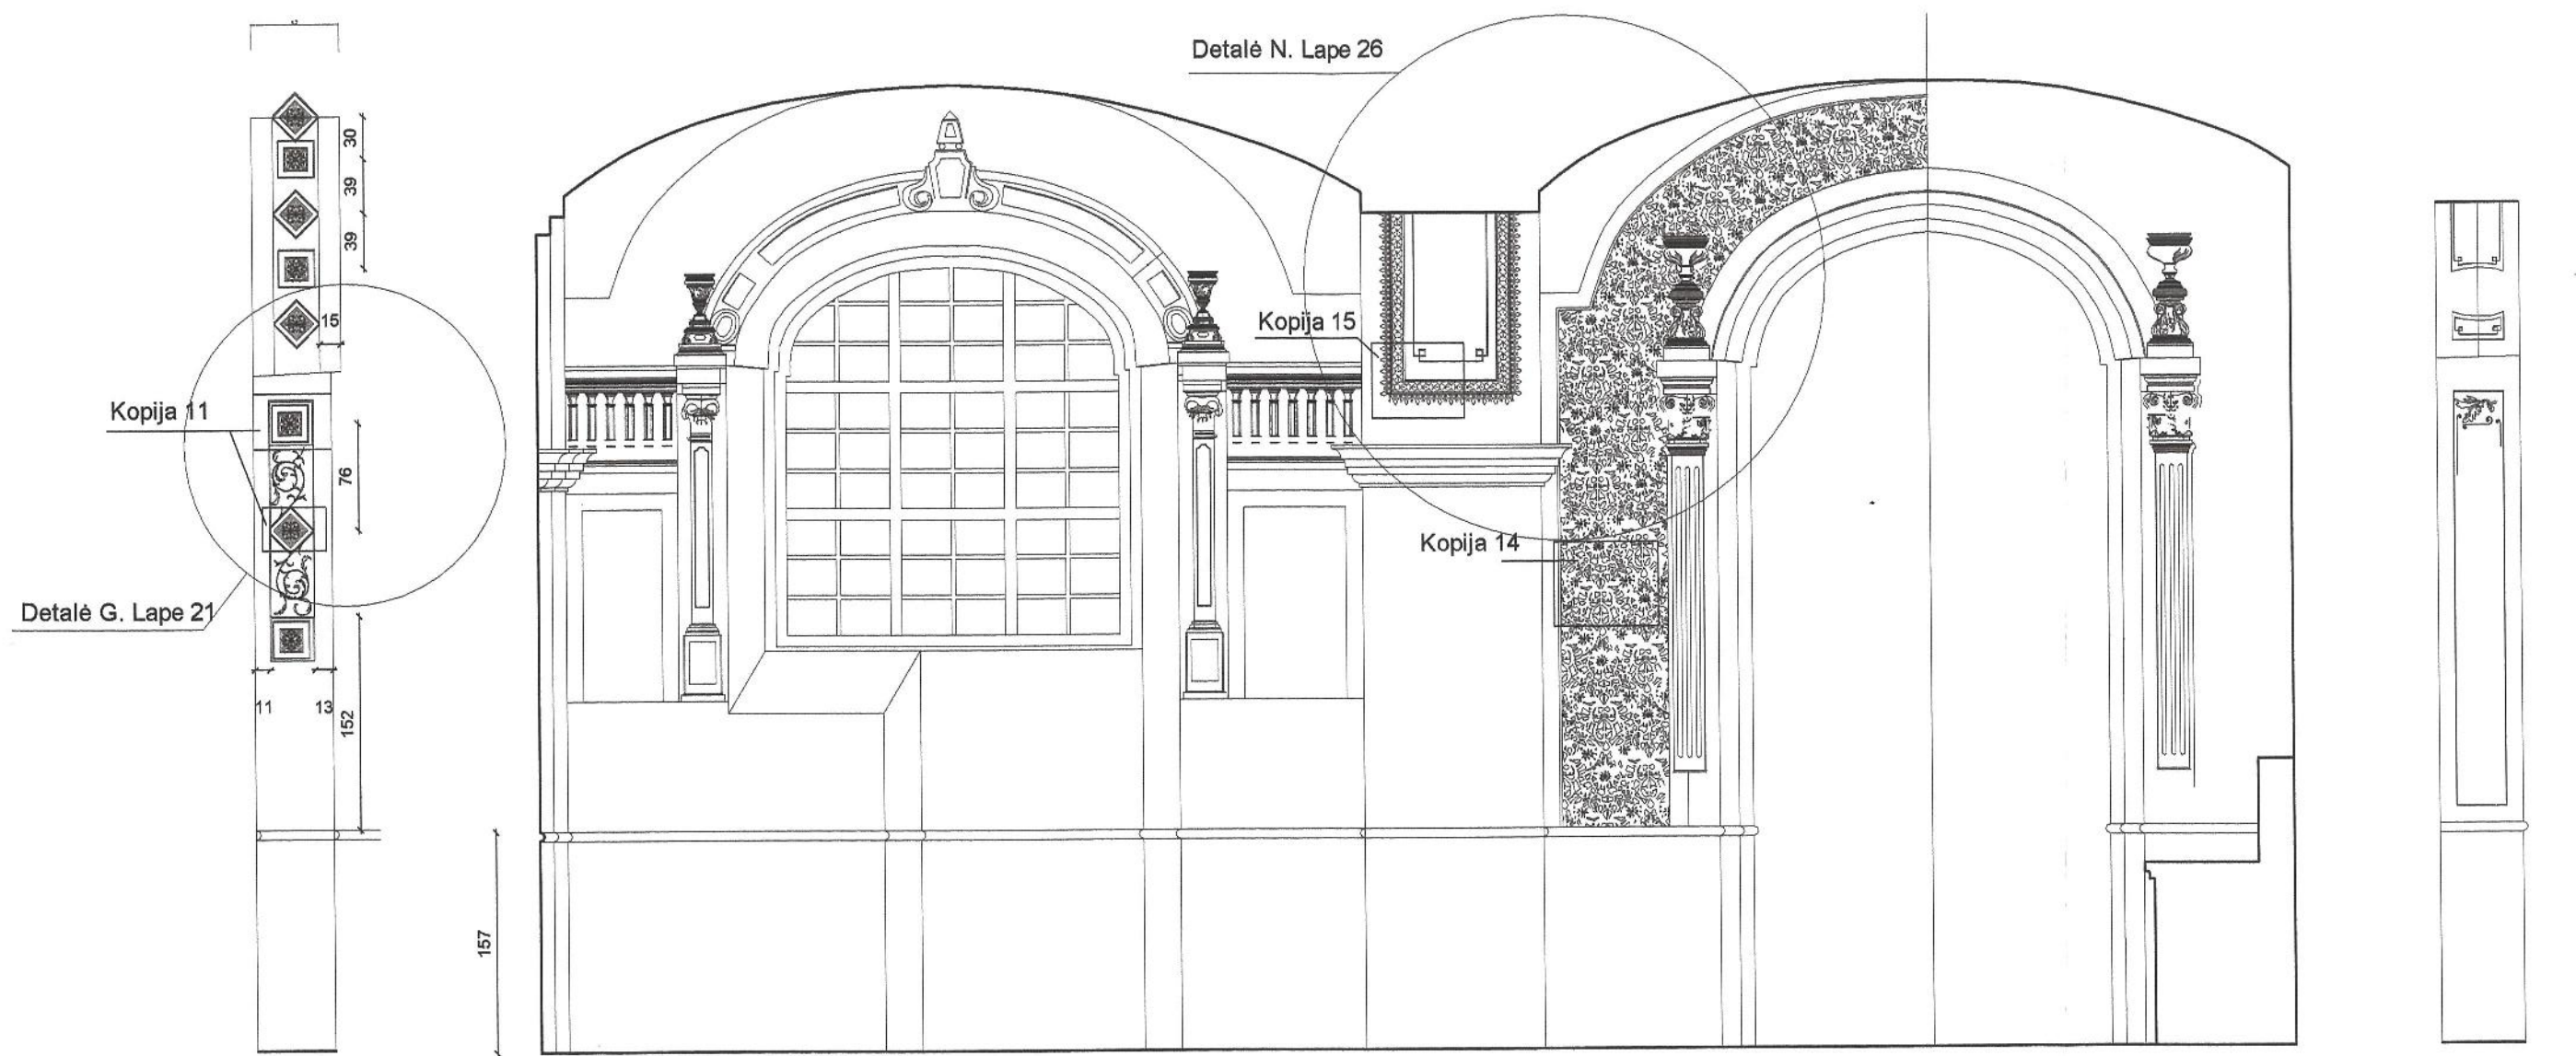 Detalė N. Lape 26
30
39
39
15
Kopija 15
Kopija 11
76
Kopija 14
Detalė G. Lape 21
11
13
152
157